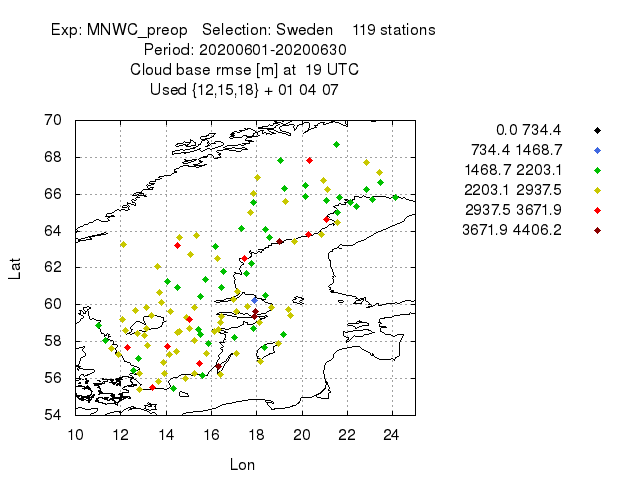 Exp: MNWC_preop   Selection: Sweden    119 stations
Period: 20200601-20200630
Cloud base rmse [m] at  19 UTC
Used {12,15,18} + 01 04 07
0.0 734.4
734.4 1468.7
1468.7 2203.1
2203.1 2937.5
2937.5 3671.9
3671.9 4406.2
70
68
66
64
62
60
58
56
54
Lat
10 12 14 16 18 20 22 24
Lon